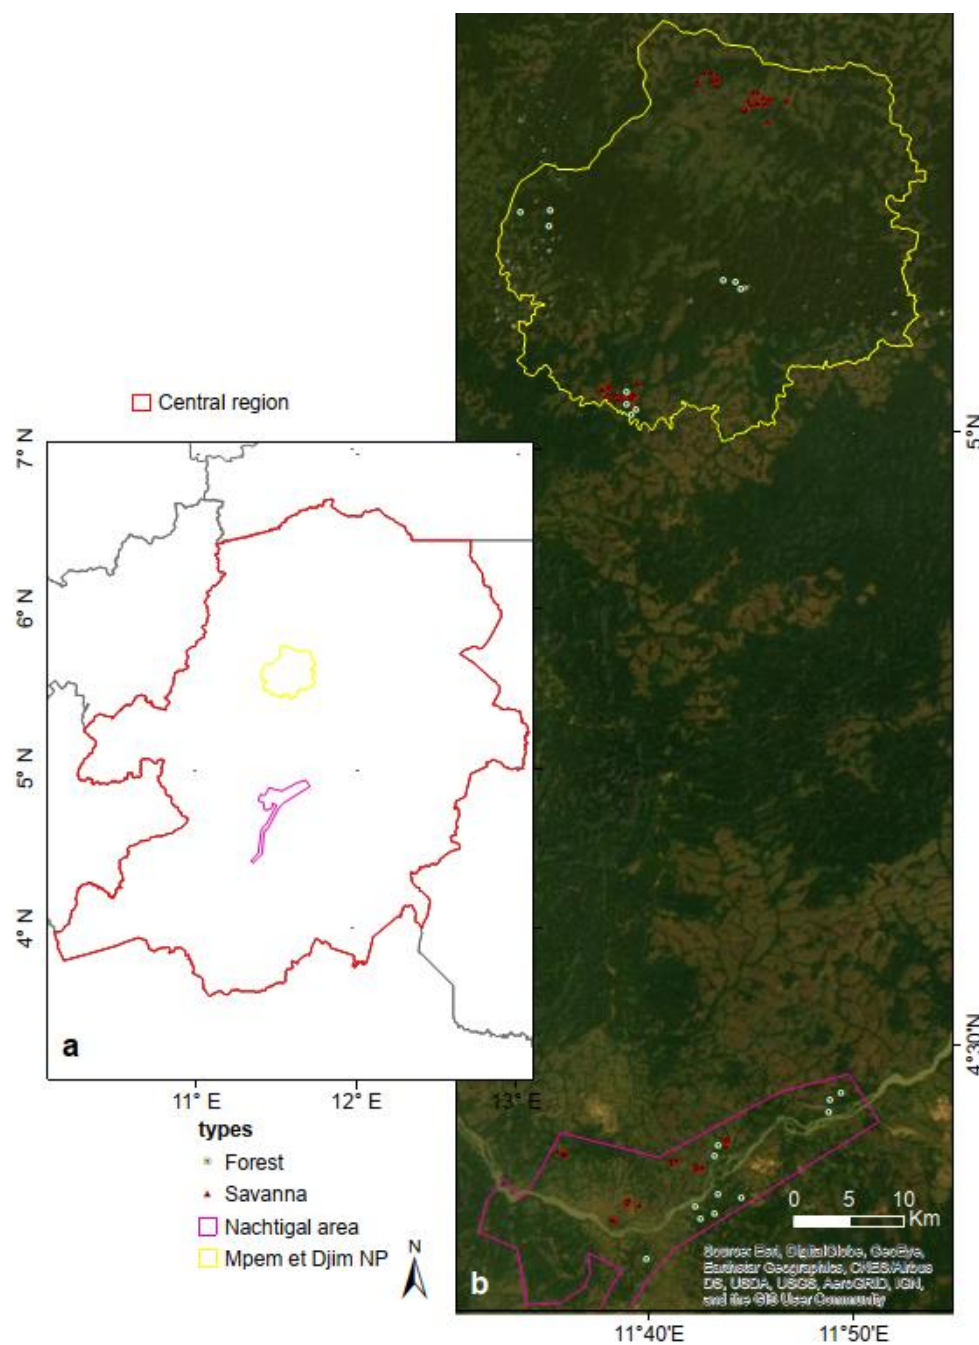 Central region
7° N
6° N
5° N
4° N
a
11° E
12° E
13° E
types
Forest
Savanna
Nachtigal area
Mpem et Djim NP
N
5°N
4°30'N
0 5 10
Km
Source: Esri, DigitalGlobe, GeoEye,
Earthstar Geographics, CNES/Airbus
DS, USDA, USGS, AeroGRID, IGN,
and the GIS User Community
b
11°40'E
11°50'E